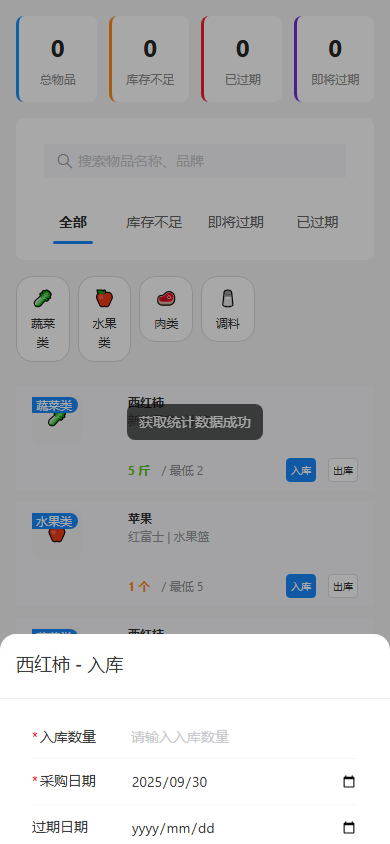 0 0 0 0
总物品 库存不足 已过期 即将过期
搜索物品名称、品牌
全部 库存不足 即将过期 已过期
蔬菜类 水果类 肉类 调料
蔬菜类 西红柿
获取统计数据成功
5 斤 / 最低 2 入库 出库
水果类 苹果
红富士 | 水果篮
1 个 / 最低 5 入库 出库
西红柿 - 入库
*入库数量 请输入入库数量
*采购日期 2025/09/30
过期日期 yyyy/mm/dd